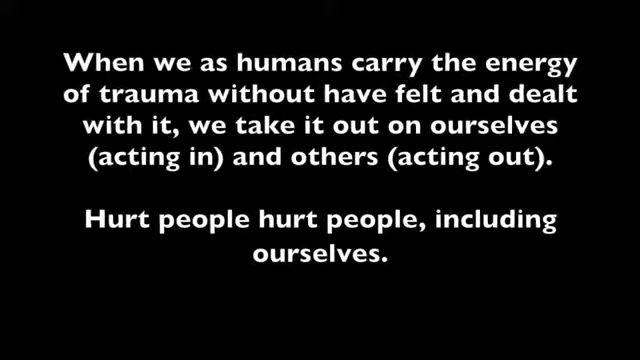 When we as humans carry the energy
of trauma without have felt and dealt
with it, we take it out on ourselves
(acting in) and others (acting out).
Hurt people hurt people, including
ourselves.